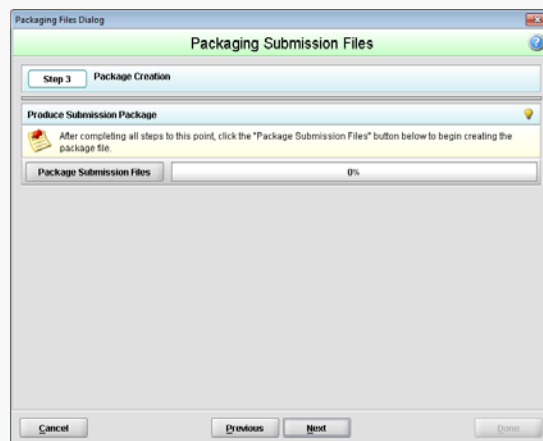 Packaging Files Dialog
Packaging Submission Files
?
Step 3 Package Creation
Produce Submission Package
After completing all steps to this point, click the "Package Submission Files" button below to begin creating the
package file.
Package Submission Files 0%
Cancel Previous Next Done